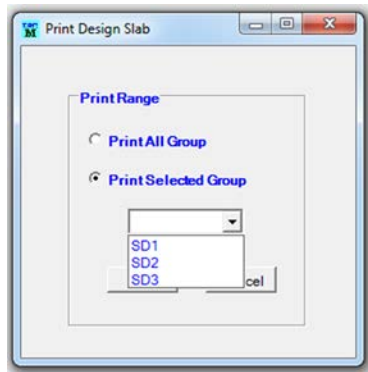 Print Design Slab
Print Range
Print All Group
Print Selected Group
SD1
SD2
SD3
cel